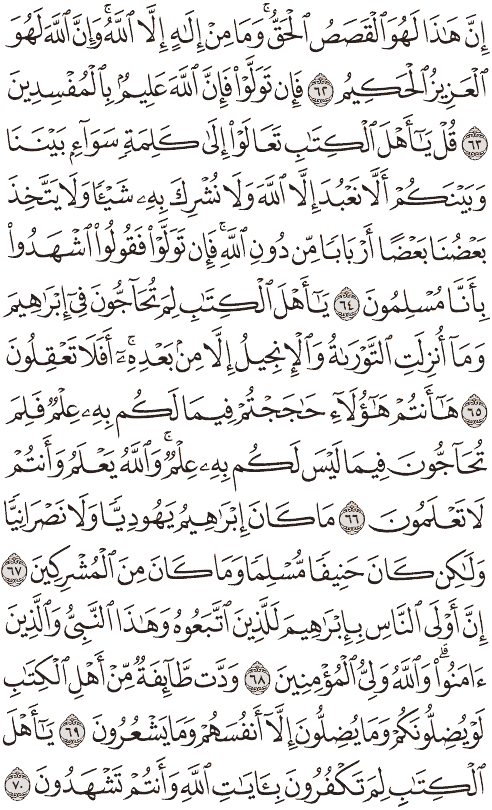 إِنَّ هَٰذَا لَهُوَ ٱلْقَصَصُ ٱلْحَقُّ ۚ وَمَا مِنْ إِلَٰهٍ إِلَّا ٱللَّهُ ۚ وَإِنَّ ٱللَّهَ لَهُوَ
ٱلْعَزِيزُ ٱلْحَكِيمُ ٦٢ فَإِن تَوَلَّوْا۟ فَإِنَّ ٱللَّهَ عَلِيمٌۢ بِٱلْمُفْسِدِينَ
٦٣ قُلْ يَٰٓأَهْلَ ٱلْكِتَٰبِ تَعَالَوْا۟ إِلَىٰ كَلِمَةٍ سَوَآءٍۭ بَيْنَنَا
وَبَيْنَكُمْ أَلَّا نَعْبُدَ إِلَّا ٱللَّهَ وَلَا نُشْرِكَ بِهِۦ شَيْـًٔا وَلَا يَتَّخِذَ
بَعْضُنَا بَعْضًا أَرْبَابًا مِّن دُونِ ٱللَّهِ ۚ فَإِن تَوَلَّوْا۟ فَقُولُوا۟ ٱشْهَدُوا۟
بِأَنَّا مُسْلِمُونَ ٦٤ يَٰٓأَهْلَ ٱلْكِتَٰبِ لِمَ تُحَآجُّونَ فِىٓ إِبْرَٰهِيمَ
وَمَآ أُنزِلَتِ ٱلتَّوْرَىٰةُ وَٱلْإِنجِيلُ إِلَّا مِنۢ بَعْدِهِۦٓ ۚ أَفَلَا تَعْقِلُونَ
٦٥ هَٰٓأَنتُمْ هَٰٓؤُلَآءِ حَٰجَجْتُمْ فِيمَا لَكُم بِهِۦ عِلْمٌ فَلِمَ
تُحَآجُّونَ فِيمَا لَيْسَ لَكُم بِهِۦ عِلْمٌ ۚ وَٱللَّهُ يَعْلَمُ وَأَنتُمْ
لَا تَعْلَمُونَ ٦٦ مَا كَانَ إِبْرَٰهِيمُ يَهُودِيًّا وَلَا نَصْرَانِيًّا
وَلَٰكِن كَانَ حَنِيفًا مُّسْلِمًا وَمَا كَانَ مِنَ ٱلْمُشْرِكِينَ ٦٧
إِنَّ أَوْلَى ٱلنَّاسِ بِإِبْرَٰهِيمَ لَلَّذِينَ ٱتَّبَعُوهُ وَهَٰذَا ٱلنَّبِىُّ وَٱلَّذِينَ
ءَامَنُوا۟ ۗ وَٱللَّهُ وَلِىُّ ٱلْمُؤْمِنِينَ ٦٨ وَدَّت طَّآئِفَةٌ مِّنْ أَهْلِ ٱلْكِتَٰبِ
لَوْ يُضِلُّونَكُمْ وَمَا يُضِلُّونَ إِلَّآ أَنفُسَهُمْ وَمَا يَشْعُرُونَ ٦٩ يَٰٓأَهْلَ
ٱلْكِتَٰبِ لِمَ تَكْفُرُونَ بِـَٔايَٰتِ ٱللَّهِ وَأَنتُمْ تَشْهَدُونَ ٧٠